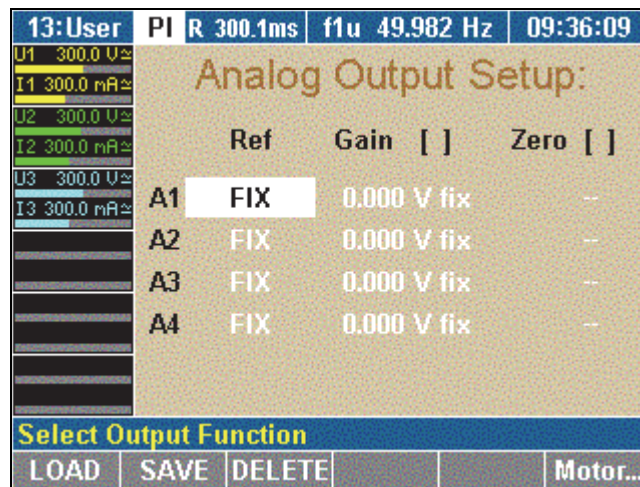 13:User PI R 300.1ms f1u 49.982 Hz 09:36:09
U1 300.0 V≃
I1 300.0 mA≃
U2 300.0 V≃
I2 300.0 mA≃
U3 300.0 V≃
I3 300.0 mA≃
Analog Output Setup:
Ref Gain [ ] Zero [ ]
A1 FIX 0.000 V fix --
A2 FIX 0.000 V fix --
A3 FIX 0.000 V fix --
A4 FIX 0.000 V fix --
Select Output Function
LOAD SAVE DELETE Motor...